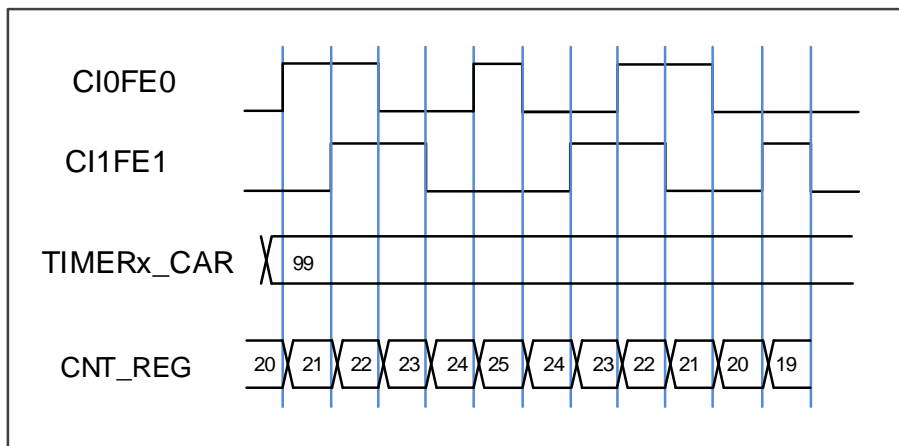 CI0FE0
CI1FE1
TIMERx_CAR 99
CNT_REG 20 21 22 23 24 25 24 23 22 21 20 19